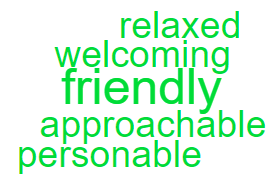 relaxed
welcoming
friendly
approachable
personable